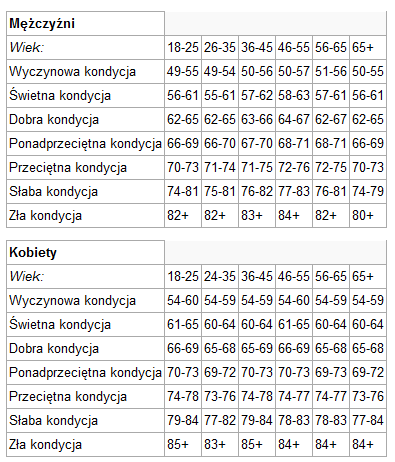 Mężczyźni
Wiek: 18-25 26-35 36-45 46-55 56-65 65+
Wyczynowa kondycja 49-55 49-54 50-56 50-57 51-56 50-55
Świetna kondycja 56-61 55-61 57-62 58-63 57-61 56-61
Dobra kondycja 62-65 62-65 63-66 64-67 62-67 62-65
Ponadprzeciętna kondycja 66-69 66-70 67-70 68-71 68-71 66-69
Przeciętna kondycja 70-73 71-74 71-75 72-76 72-75 70-73
Słaba kondycja 74-81 75-81 76-82 77-83 76-81 74-79
Zła kondycja 82+ 82+ 83+ 84+ 82+ 80+
Kobiety
Wiek: 18-25 24-35 36-45 46-55 56-65 65+
Wyczynowa kondycja 54-60 54-59 54-59 54-60 54-59 54-59
Świetna kondycja 61-65 60-64 60-64 61-65 60-64 60-64
Dobra kondycja 66-69 65-68 65-69 66-69 65-68 65-68
Ponadprzeciętna kondycja 70-73 69-72 70-73 70-73 69-73 69-72
Przeciętna kondycja 74-78 73-76 74-78 74-77 74-77 73-76
Słaba kondycja 79-84 77-82 79-84 78-83 78-83 77-84
Zła kondycja 85+ 83+ 85+ 84+ 84+ 84+